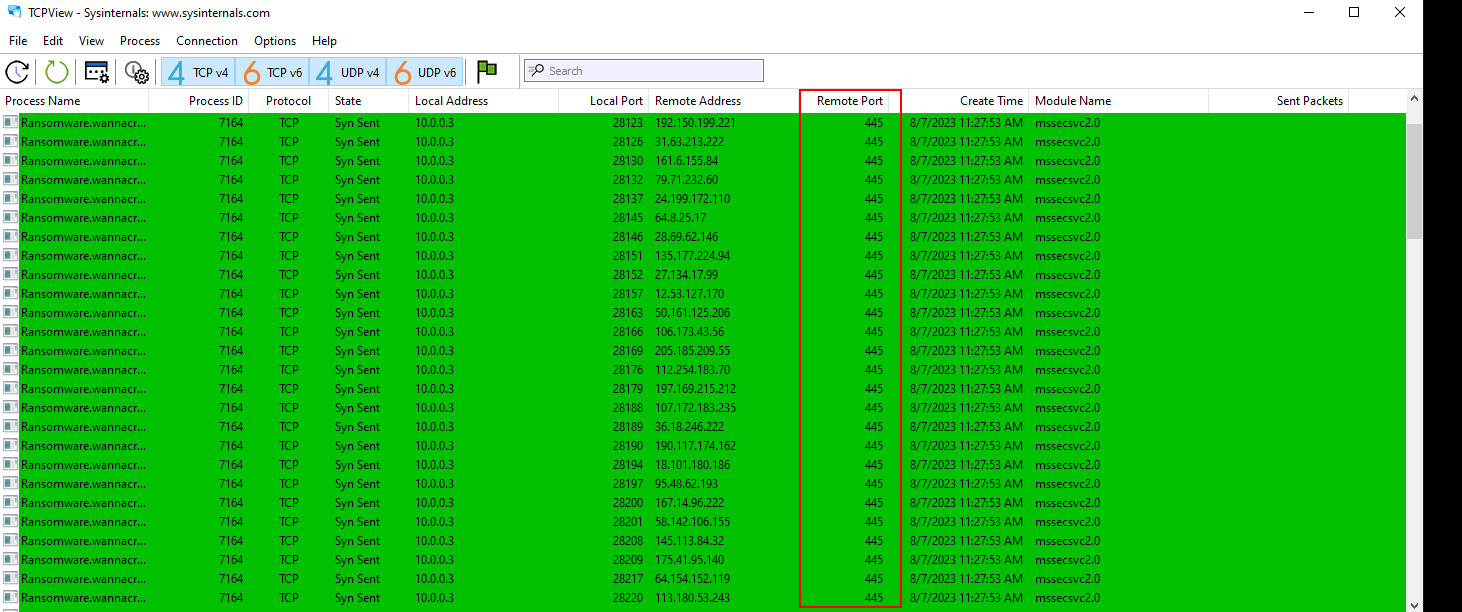 TCPView - Sysinternals: www.sysinternals.com
File Edit View Process Connection Options Help
4 TCP v4 6 TCP v6 4 UDP v4 6 UDP v6 Search
Process Name Process ID Protocol State Local Address Local Port Remote Address Remote Port Create Time Module Name Sent Packets
Ransomware.wannacr... 7164 TCP Syn Sent 10.0.0.3 28123 192.150.199.221 445 8/7/2023 11:27:53 AM mssecsvc2.0
Ransomware.wannacr... 7164 TCP Syn Sent 10.0.0.3 28126 31.63.213.222 445 8/7/2023 11:27:53 AM mssecsvc2.0
Ransomware.wannacr... 7164 TCP Syn Sent 10.0.0.3 28130 161.6.155.84 445 8/7/2023 11:27:53 AM mssecsvc2.0
Ransomware.wannacr... 7164 TCP Syn Sent 10.0.0.3 28132 79.71.232.60 445 8/7/2023 11:27:53 AM mssecsvc2.0
Ransomware.wannacr... 7164 TCP Syn Sent 10.0.0.3 28137 24.199.172.110 445 8/7/2023 11:27:53 AM mssecsvc2.0
Ransomware.wannacr... 7164 TCP Syn Sent 10.0.0.3 28145 64.8.25.17 445 8/7/2023 11:27:53 AM mssecsvc2.0
Ransomware.wannacr... 7164 TCP Syn Sent 10.0.0.3 28146 28.69.62.146 445 8/7/2023 11:27:53 AM mssecsvc2.0
Ransomware.wannacr... 7164 TCP Syn Sent 10.0.0.3 28151 135.177.224.94 445 8/7/2023 11:27:53 AM mssecsvc2.0
Ransomware.wannacr... 7164 TCP Syn Sent 10.0.0.3 28152 27.134.17.99 445 8/7/2023 11:27:53 AM mssecsvc2.0
Ransomware.wannacr... 7164 TCP Syn Sent 10.0.0.3 28157 12.53.127.170 445 8/7/2023 11:27:53 AM mssecsvc2.0
Ransomware.wannacr... 7164 TCP Syn Sent 10.0.0.3 28163 50.161.125.206 445 8/7/2023 11:27:53 AM mssecsvc2.0
Ransomware.wannacr... 7164 TCP Syn Sent 10.0.0.3 28166 106.173.43.56 445 8/7/2023 11:27:53 AM mssecsvc2.0
Ransomware.wannacr... 7164 TCP Syn Sent 10.0.0.3 28169 205.185.209.55 445 8/7/2023 11:27:53 AM mssecsvc2.0
Ransomware.wannacr... 7164 TCP Syn Sent 10.0.0.3 28176 112.254.183.70 445 8/7/2023 11:27:53 AM mssecsvc2.0
Ransomware.wannacr... 7164 TCP Syn Sent 10.0.0.3 28179 197.169.215.212 445 8/7/2023 11:27:53 AM mssecsvc2.0
Ransomware.wannacr... 7164 TCP Syn Sent 10.0.0.3 28188 107.172.183.235 445 8/7/2023 11:27:53 AM mssecsvc2.0
Ransomware.wannacr... 7164 TCP Syn Sent 10.0.0.3 28189 36.18.246.222 445 8/7/2023 11:27:53 AM mssecsvc2.0
Ransomware.wannacr... 7164 TCP Syn Sent 10.0.0.3 28190 190.117.174.162 445 8/7/2023 11:27:53 AM mssecsvc2.0
Ransomware.wannacr... 7164 TCP Syn Sent 10.0.0.3 28194 18.101.180.186 445 8/7/2023 11:27:53 AM mssecsvc2.0
Ransomware.wannacr... 7164 TCP Syn Sent 10.0.0.3 28197 95.48.62.193 445 8/7/2023 11:27:53 AM mssecsvc2.0
Ransomware.wannacr... 7164 TCP Syn Sent 10.0.0.3 28200 167.14.96.222 445 8/7/2023 11:27:53 AM mssecsvc2.0
Ransomware.wannacr... 7164 TCP Syn Sent 10.0.0.3 28201 58.142.106.155 445 8/7/2023 11:27:53 AM mssecsvc2.0
Ransomware.wannacr... 7164 TCP Syn Sent 10.0.0.3 28208 145.113.84.32 445 8/7/2023 11:27:53 AM mssecsvc2.0
Ransomware.wannacr... 7164 TCP Syn Sent 10.0.0.3 28209 175.41.95.140 445 8/7/2023 11:27:53 AM mssecsvc2.0
Ransomware.wannacr... 7164 TCP Syn Sent 10.0.0.3 28217 64.154.152.119 445 8/7/2023 11:27:53 AM mssecsvc2.0
Ransomware.wannacr... 7164 TCP Syn Sent 10.0.0.3 28220 113.180.53.243 445 8/7/2023 11:27:53 AM mssecsvc2.0